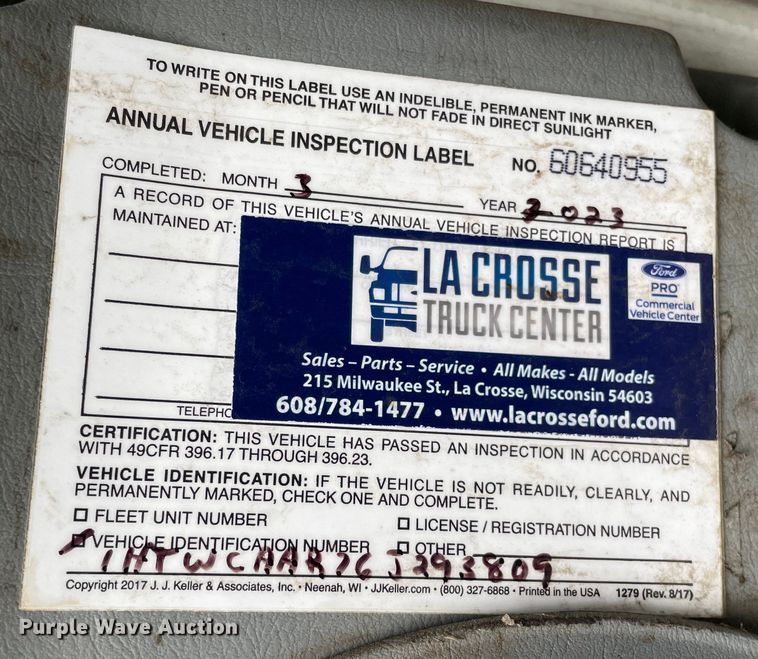 TO WRITE ON THIS LABEL USE AN INDELIBLE, PERMANENT INK MARKER,
PEN OR PENCIL THAT WILL NOT FADE IN DIRECT SUNLIGHT
ANNUAL VEHICLE INSPECTION LABEL NO. 60640955
COMPLETED: MONTH 3 YEAR 2023
A RECORD OF THIS VEHICLE'S ANNUAL VEHICLE INSPECTION REPORT IS
MAINTAINED AT:
LA CROSSE
TRUCK CENTER
Ford
PRO
Commercial
Vehicle Center
Sales – Parts – Service • All Makes - All Models
215 Milwaukee St., La Crosse, Wisconsin 54603
608/784-1477 • www.lacrosseford.com
TELEPHO
CERTIFICATION: THIS VEHICLE HAS PASSED AN INSPECTION IN ACCORDANCE
WITH 49CFR 396.17 THROUGH 396.23.
VEHICLE IDENTIFICATION: IF THE VEHICLE IS NOT READILY, CLEARLY, AND
PERMANENTLY MARKED, CHECK ONE AND COMPLETE.
FLEET UNIT NUMBER
LICENSE / REGISTRATION NUMBER
VEHICLE IDENTIFICATION NUMBER
OTHER
1HTWCAAR76J293809
Copyright 2017 J. J. Keller & Associates, Inc. • Neenah, WI • JJKeller.com • (800) 327-6868 • Printed in the USA 1279 (Rev. 8/17)
Purple Wave Auction